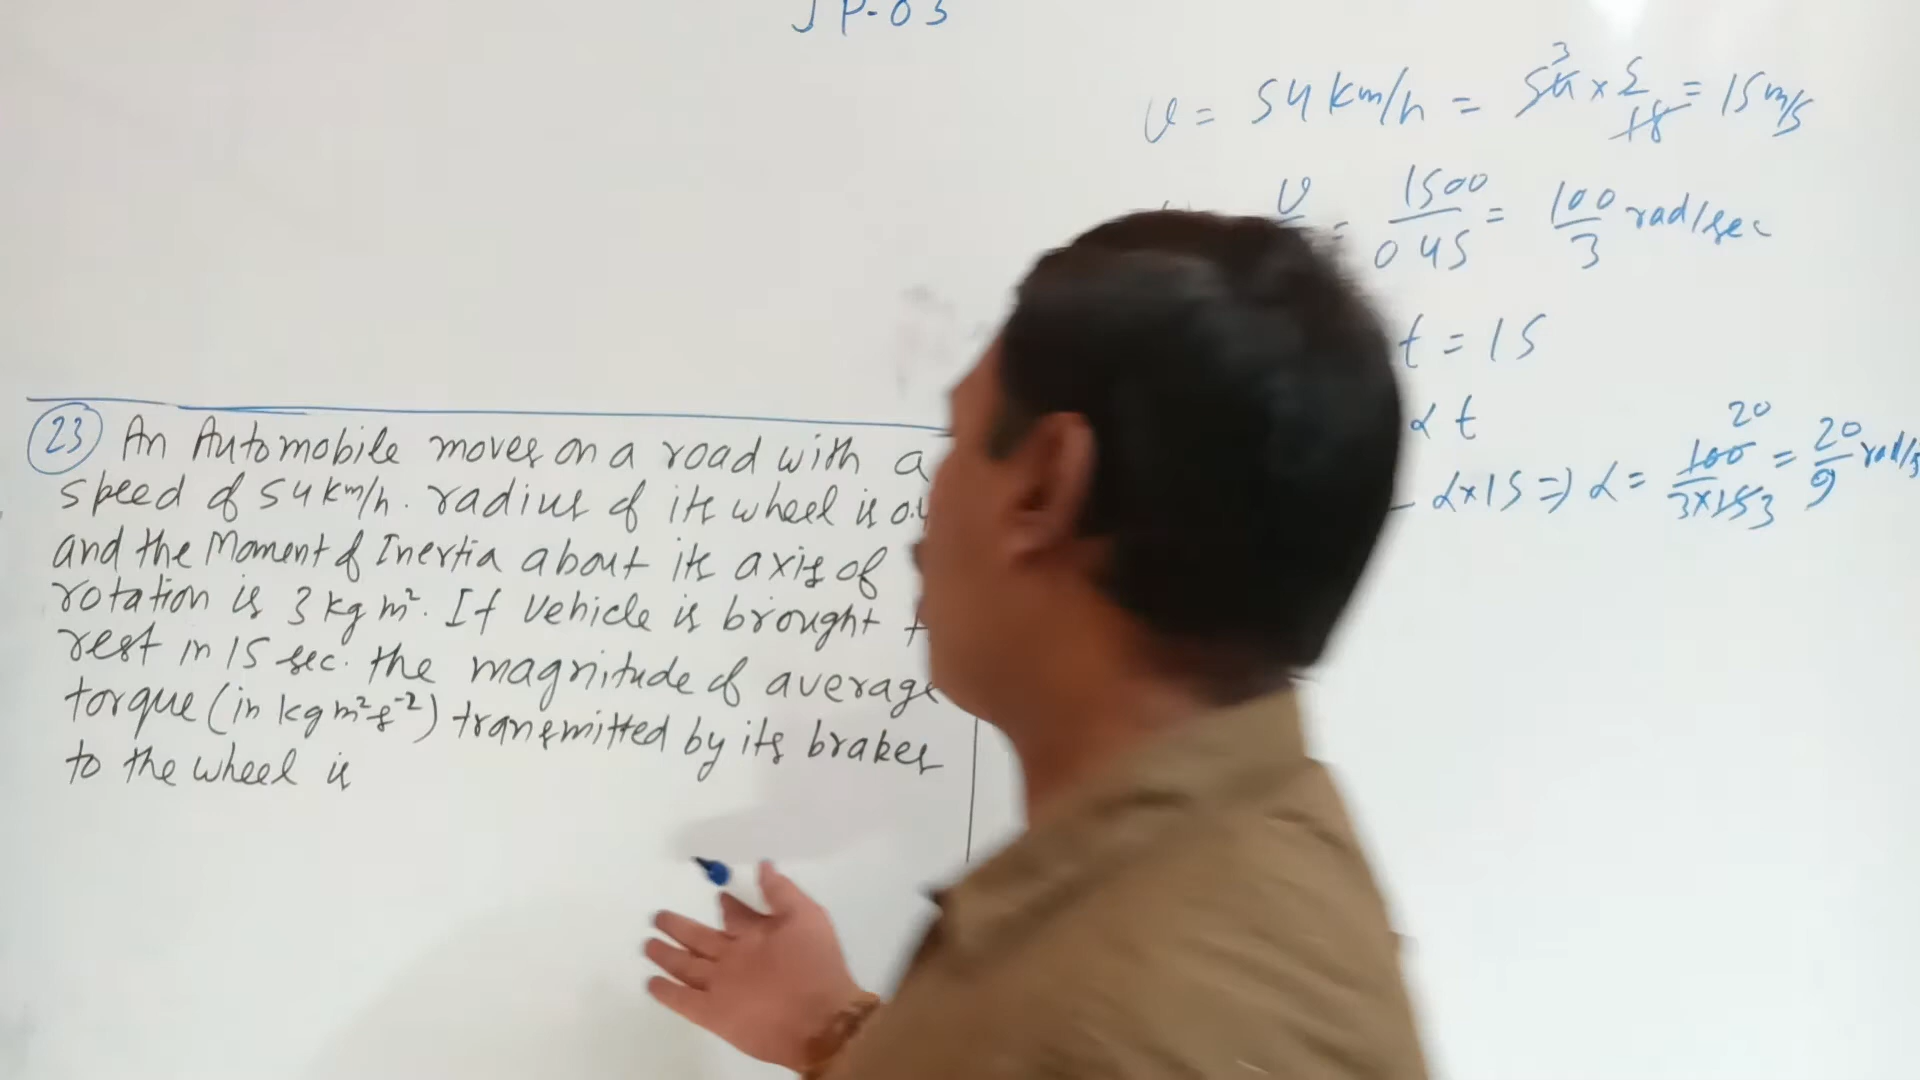 JP-03
(23) An Automobile moves on a road with a
speed of 54 km/h. radius of its wheel is 0.4
and the Moment of Inertia about its axis of
rotation is 3 kg m². If vehicle is brought
rest in 15 sec. the magnitude of average
torque (in kg m² s⁻²) transmitted by its brakes
to the wheel is
v = 54 km/h = 54 3 × 5/18 = 15 m/s
v = 1500/045 = 100/3 rad/sec
t = 15
α t
- α×15 ⇒ α = 100 20/3×15 3 = 20/9 rad/s